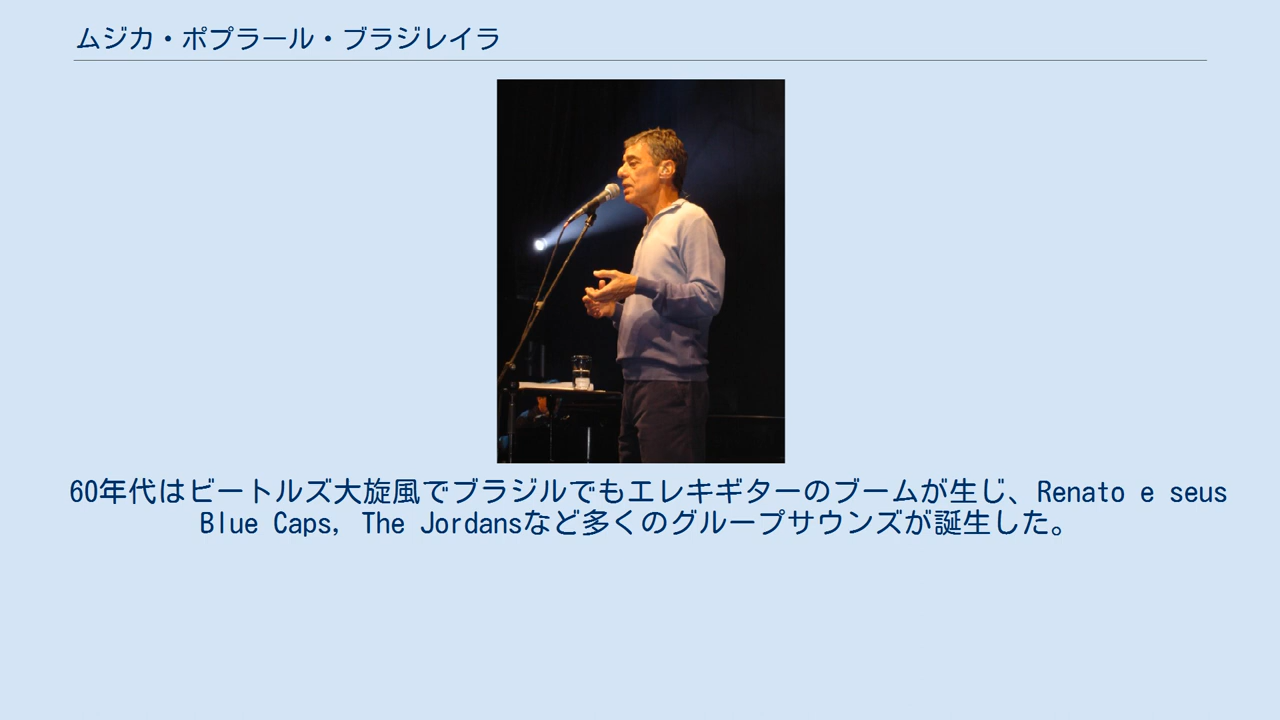 ムジカ・ポプラール・ブラジレイラ
60年代はビートルズ大旋風でブラジルでもエレキギターのブームが生じ、Renato e seus
Blue Caps, The Jordansなど多くのグループサウンズが誕生した。